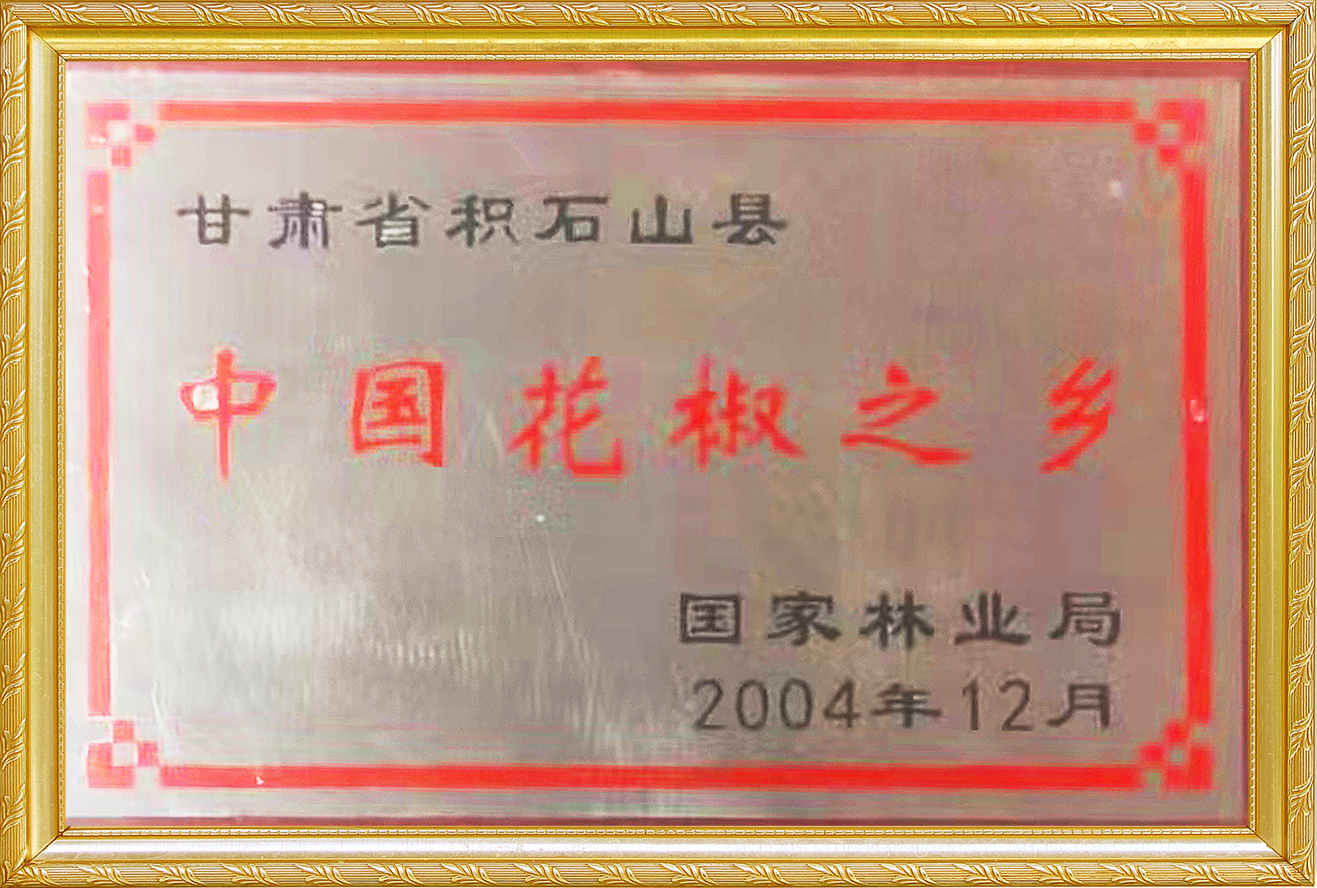 甘肃省积石山县
中国花椒之乡
国家林业局
2004年12月